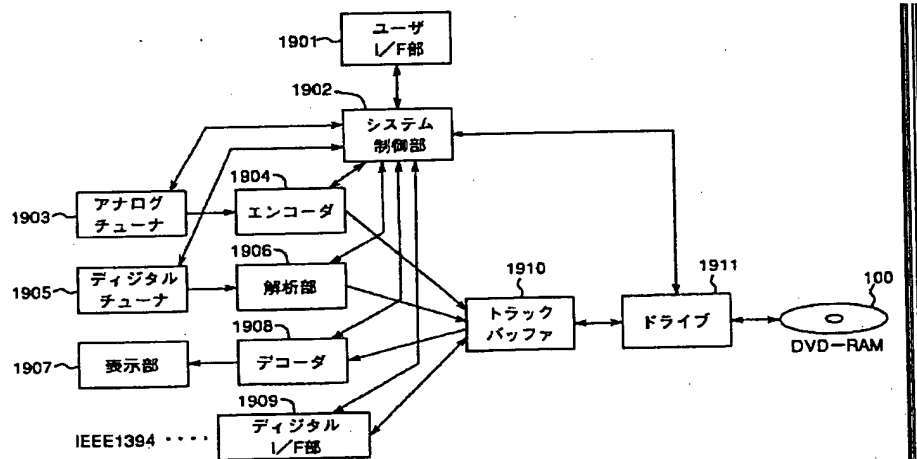 1901
ユーザ
I/F部
1902
システム
制御部
1903
アナログ
チューナ
1904
エンコーダ
1905
ディジタル
チューナ
1906
解析部
1907
表示部
1908
デコーダ
1909
ディジタル
I/F部
IEEE1394
1910
トラック
バッファ
1911
ドライブ
100
DVD-RAM